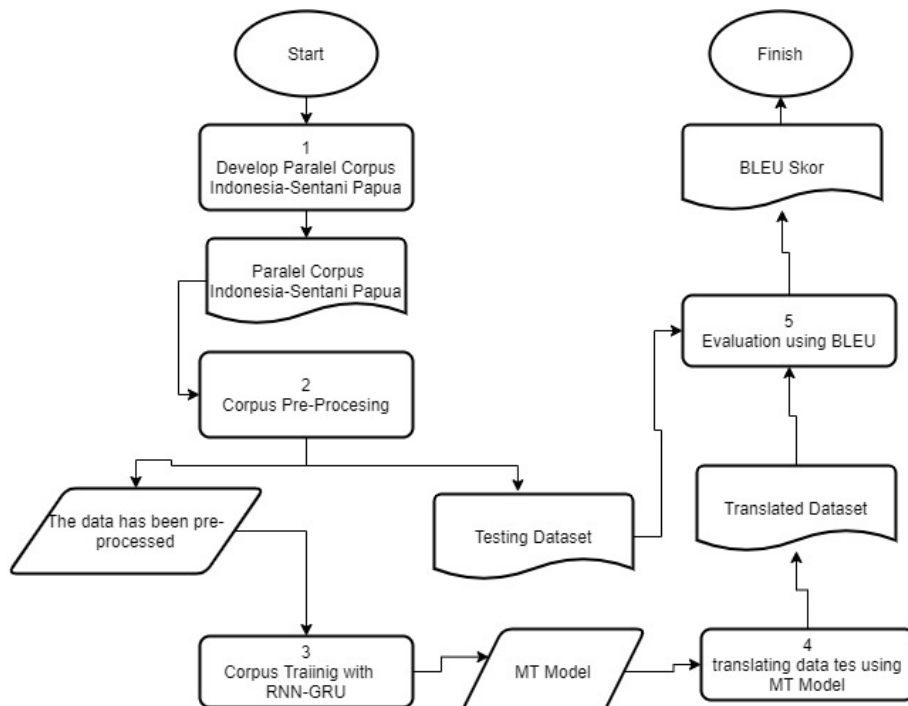 Start
1
Develop Paralel Corpus
Indonesia-Sentani Papua
Paralel Corpus
Indonesia-Sentani Papua
2
Corpus Pre-Procesing
The data has been pre-
processed
Testing Dataset
3
Corpus Traiinig with
RNN-GRU
MT Model
4
translating data tes using
MT Model
Translated Dataset
5
Evaluation using BLEU
BLEU Skor
Finish